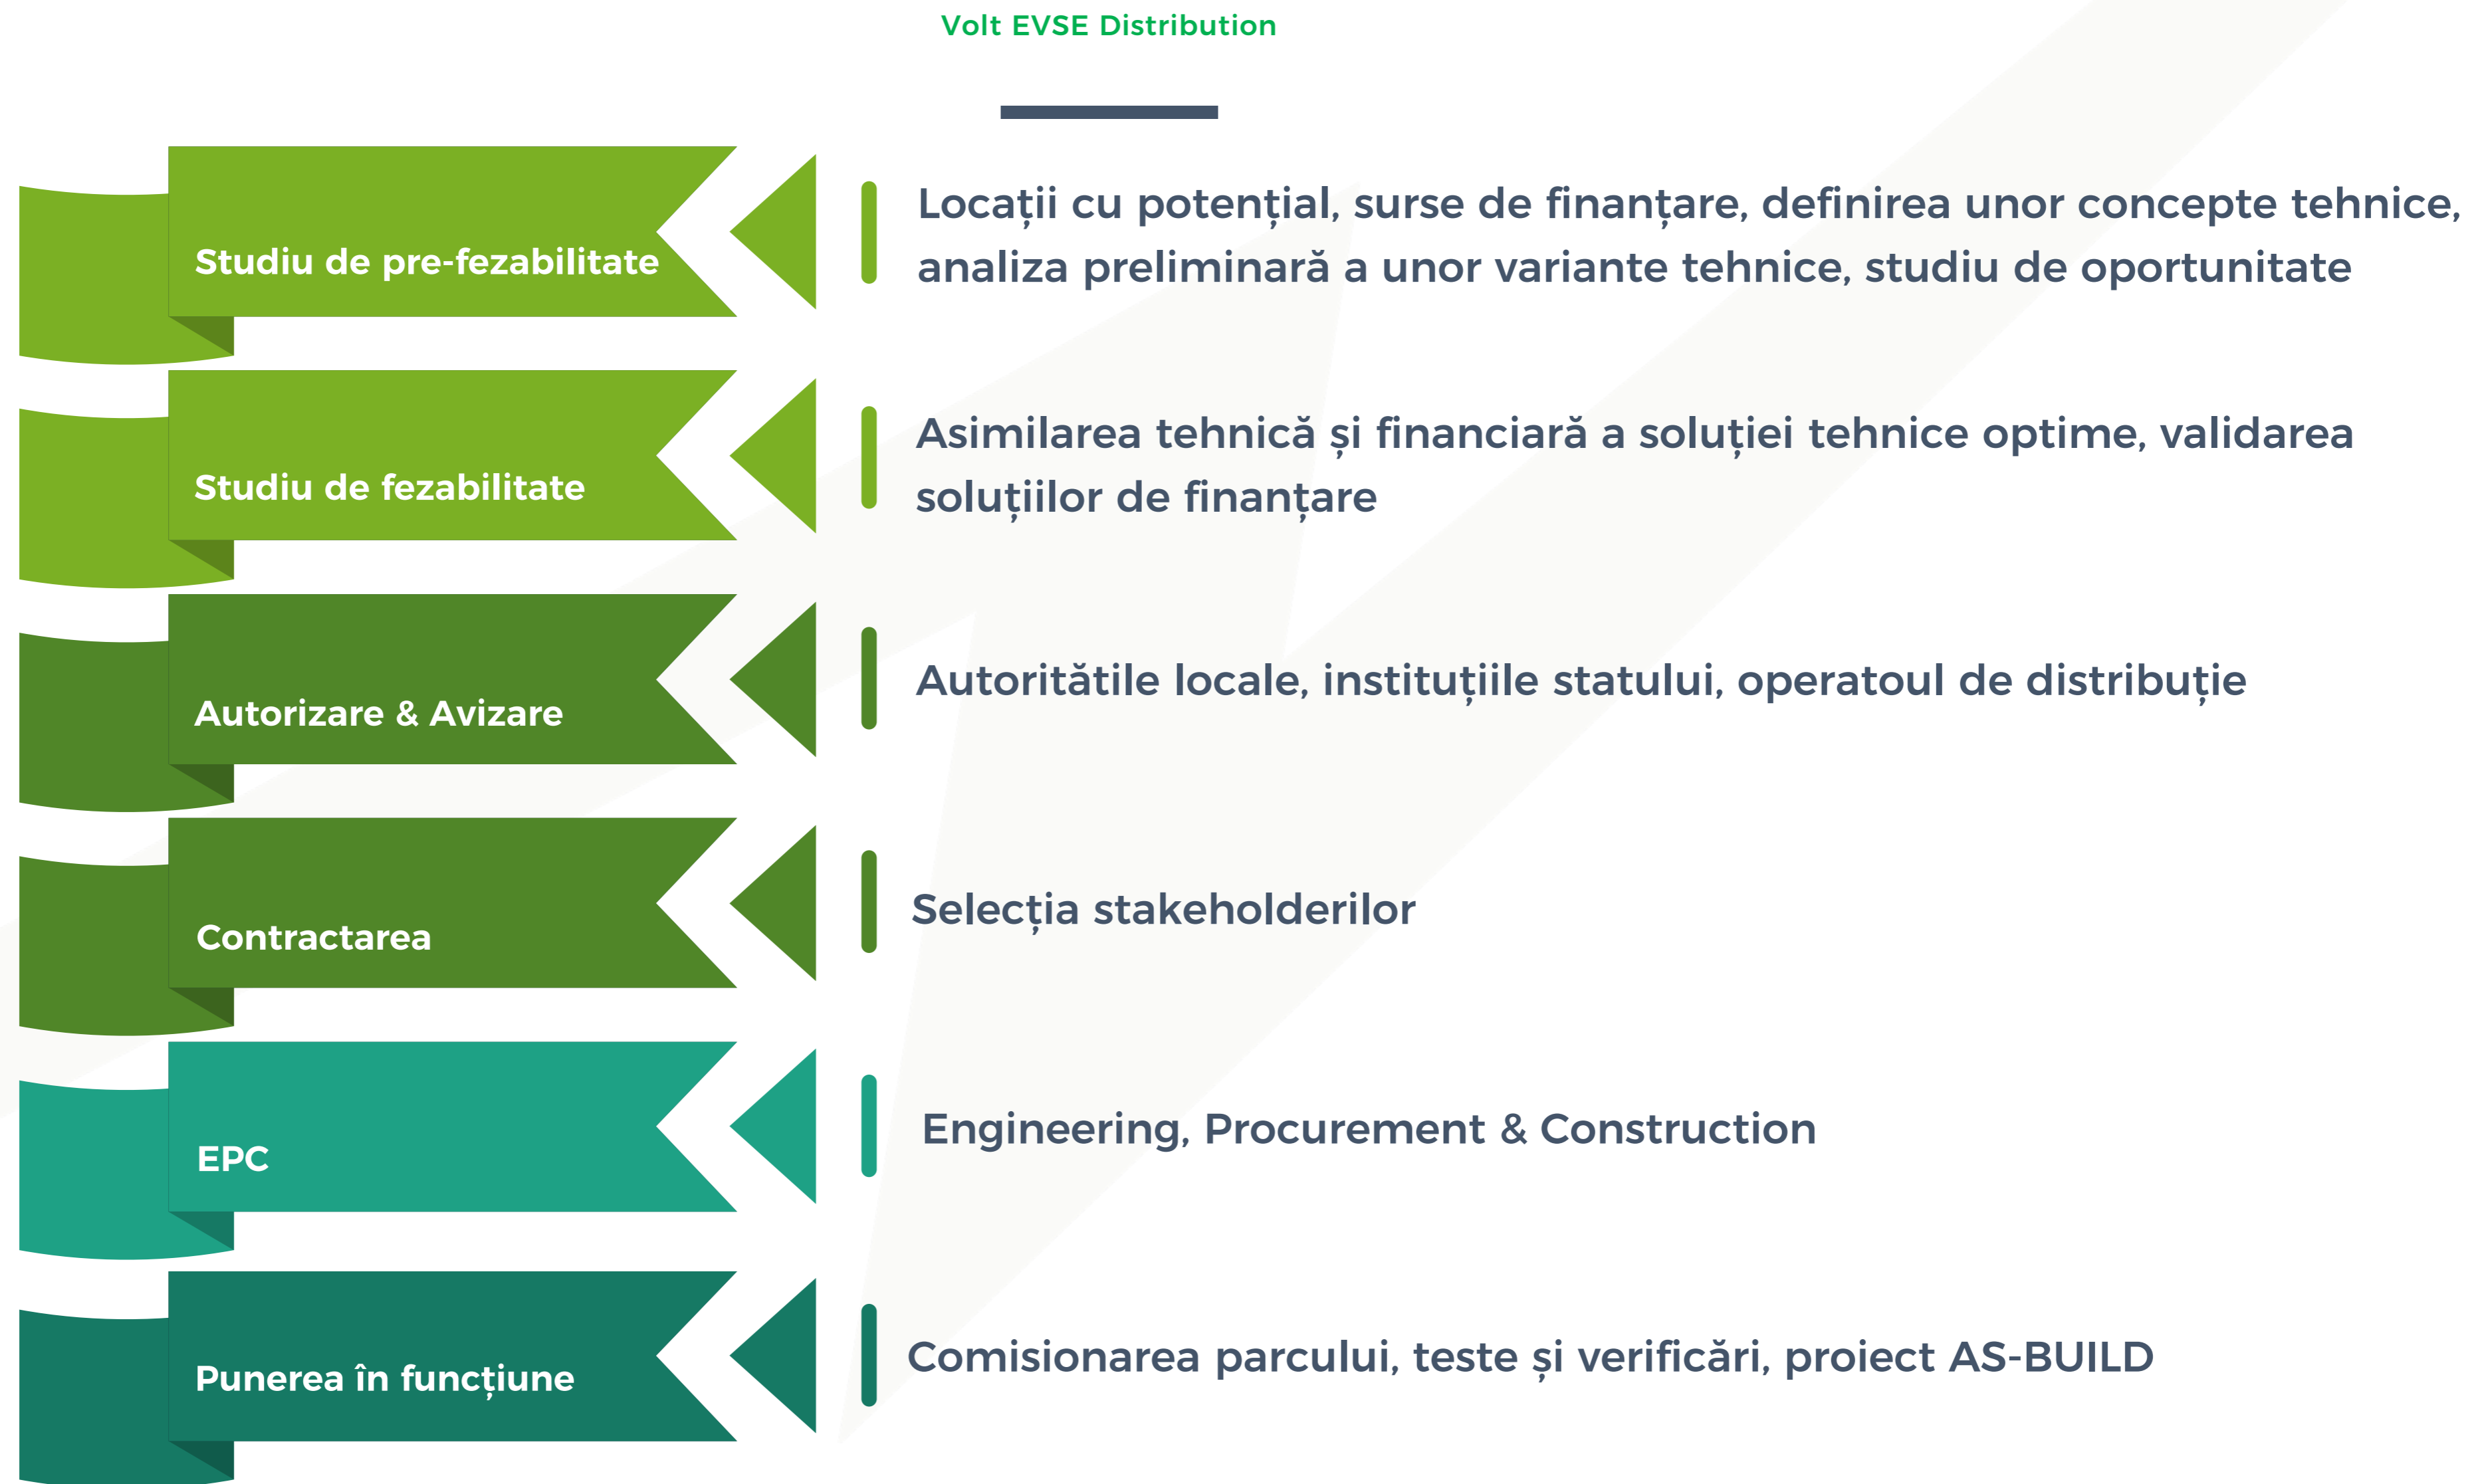 Volt EVSE Distribution
Studiu de pre-fezabilitate
Locații cu potențial, surse de finanțare, definirea unor concepte tehnice,
analiza preliminară a unor variante tehnice, studiu de oportunitate
Studiu de fezabilitate
Asimilarea tehnică și financiară a soluției tehnice optime, validarea
soluțiilor de finanțare
Autorizare & Avizare
Autoritătile locale, instituțiile statului, operatoul de distribuție
Contractarea
Selecția stakeholderilor
EPC
Engineering, Procurement & Construction
Punerea în funcțiune
Comisionarea parcului, teste și verificări, proiect AS-BUILD